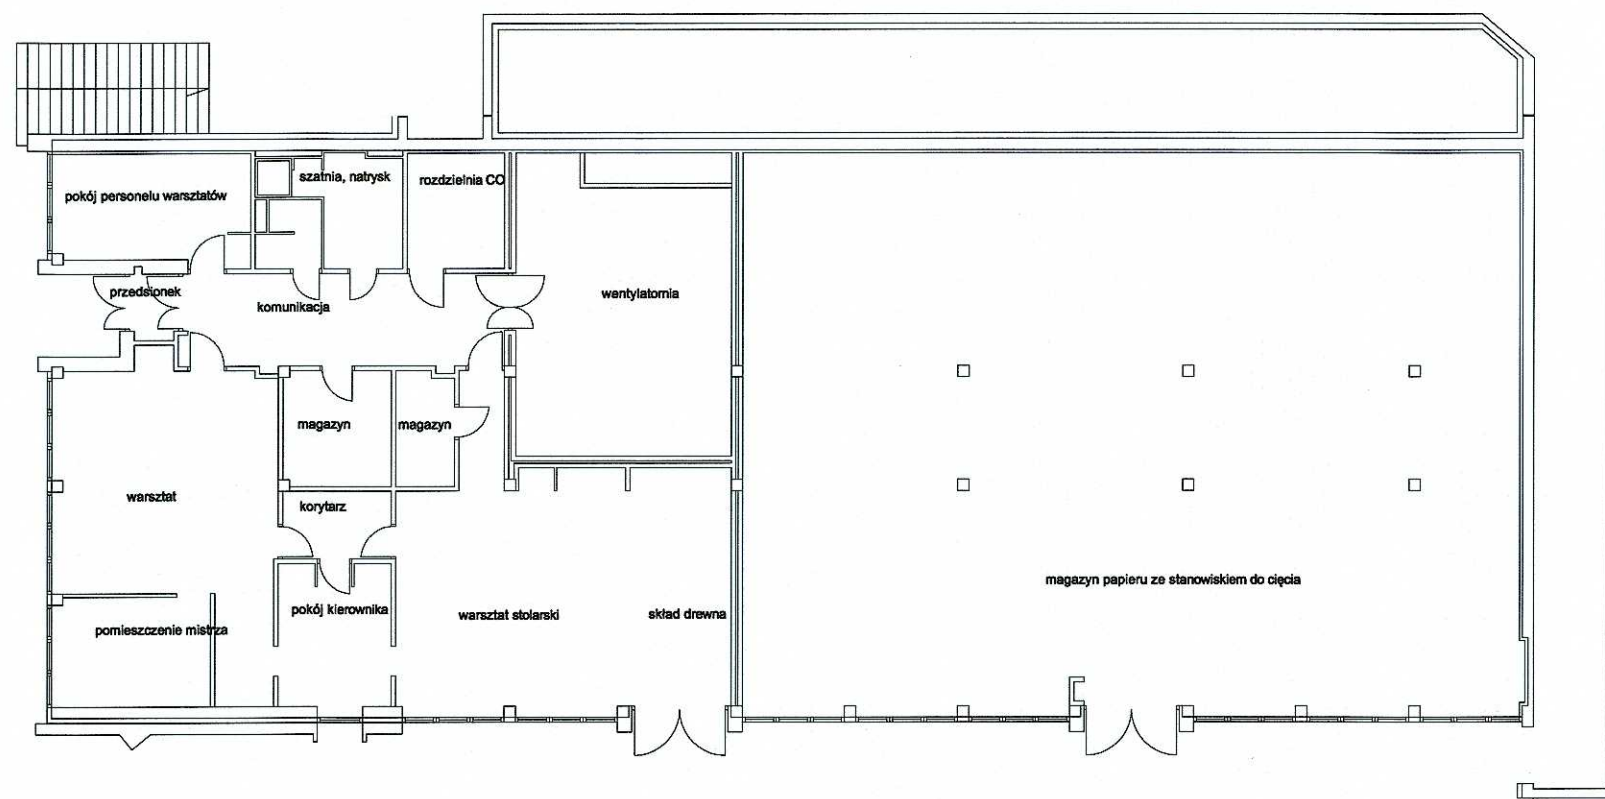 szatnia, natrysk
rozdzielnia CO
pokój personelu warsztatów
przedsionek
komunikacja
wentylatornia
magazyn
magazyn
warsztat
korytarz
magazyn papieru ze stanowiskiem do cięcia
pokój kierownika
warsztat stolarski
skład drewna
pomieszczenie mistrza